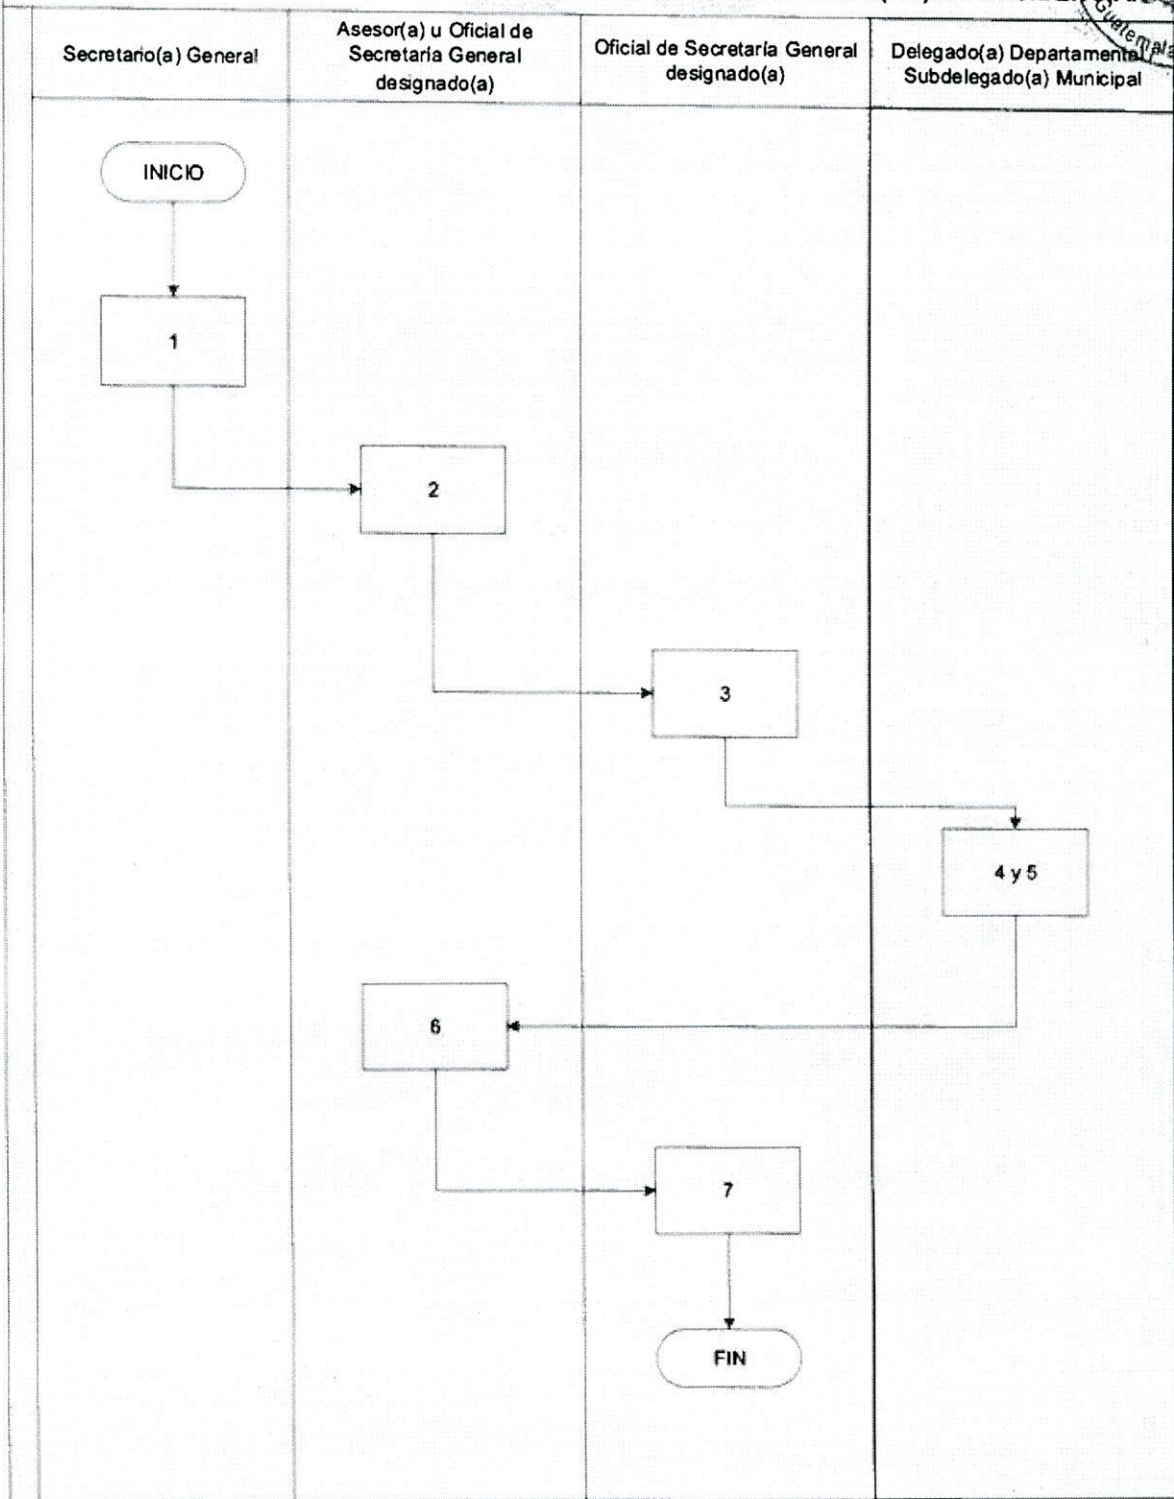 Secretario(a) General
Asesor(a) u Oficial de
Secretaría General
designado(a)
Oficial de Secretaría General
designado(a)
Delegado(a) Departamental
Subdelegado(a) Municipal
Guatemala
INICIO
1
2
3
4 y 5
6
7
FIN